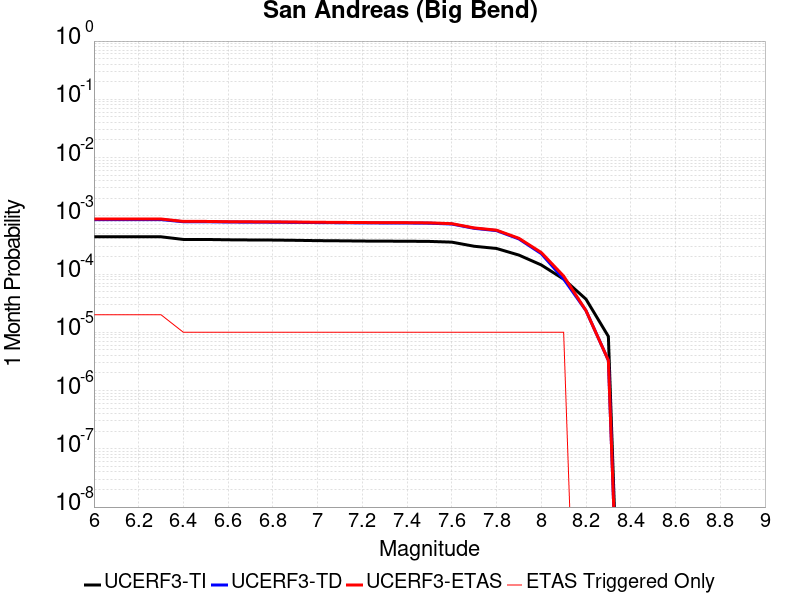 San Andreas (Big Bend)
10^0
10^-1
10^-2
10^-3
10^-4
10^-5
10^-6
10^-7
10^-8
1 Month Probability
6 6.2 6.4 6.6 6.8 7 7.2 7.4 7.6 7.8 8 8.2 8.4 8.6 8.8 9
Magnitude
UCERF3-TI UCERF3-TD UCERF3-ETAS ETAS Triggered Only